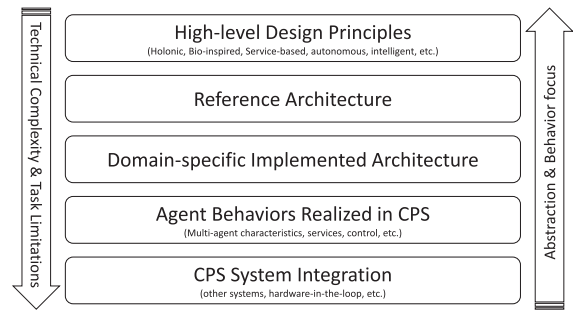 High-level Design Principles
(Holonic, Bio-inspired, Service-based, autonomous, intelligent, etc.)
Reference Architecture
Domain-specific Implemented Architecture
Agent Behaviors Realized in CPS
(Multi-agent characteristics, services, control, etc.)
CPS System Integration
(other systems, hardware-in-the-loop, etc.)
Technical Complexity & Task Limitations
Abstraction & Behavior focus